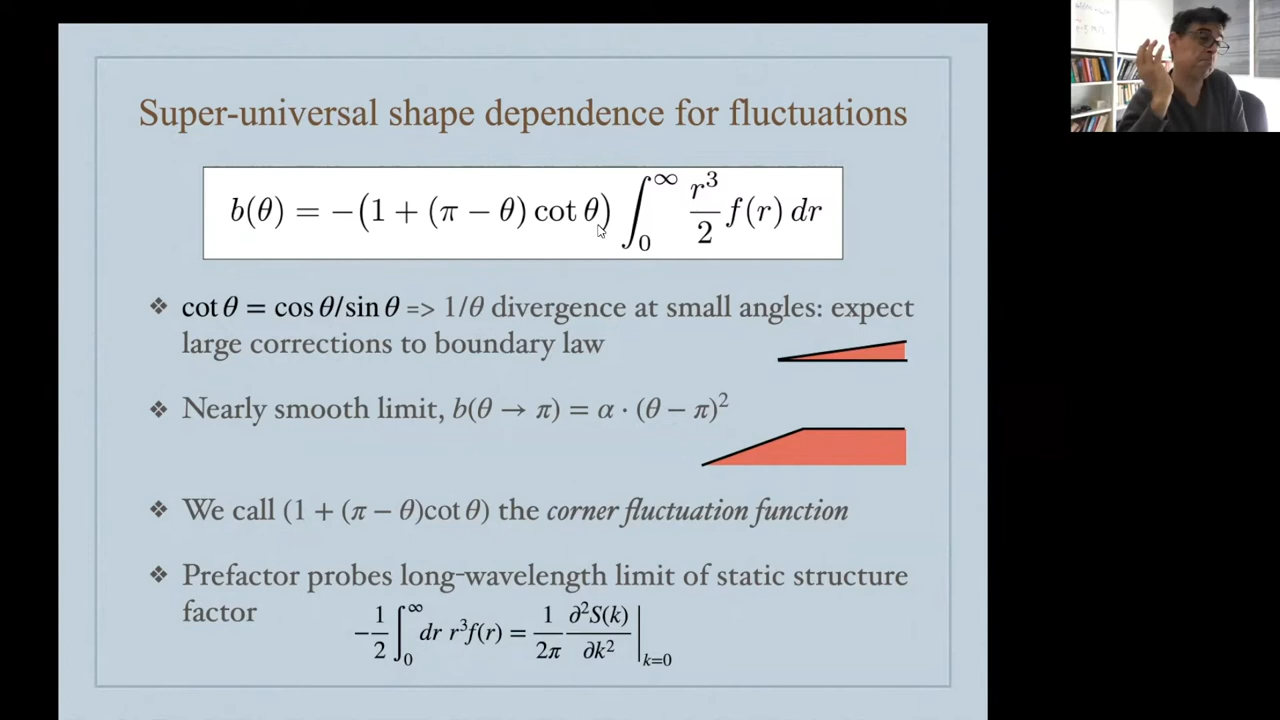 Super-universal shape dependence for fluctuations
b(θ) = −(1 + (π − θ) cot θ) ∫₀^∞ r³/2 f(r) dr
❖ cot θ = cos θ/sin θ => 1/θ divergence at small angles: expect
large corrections to boundary law
❖ Nearly smooth limit, b(θ → π) = α · (θ − π)²
❖ We call (1 + (π − θ)cot θ) the corner fluctuation function
❖ Prefactor probes long-wavelength limit of static structure
factor
−1/2 ∫₀^∞ dr r³f(r) = 1/2π ∂²S(k)/∂k² |k=0